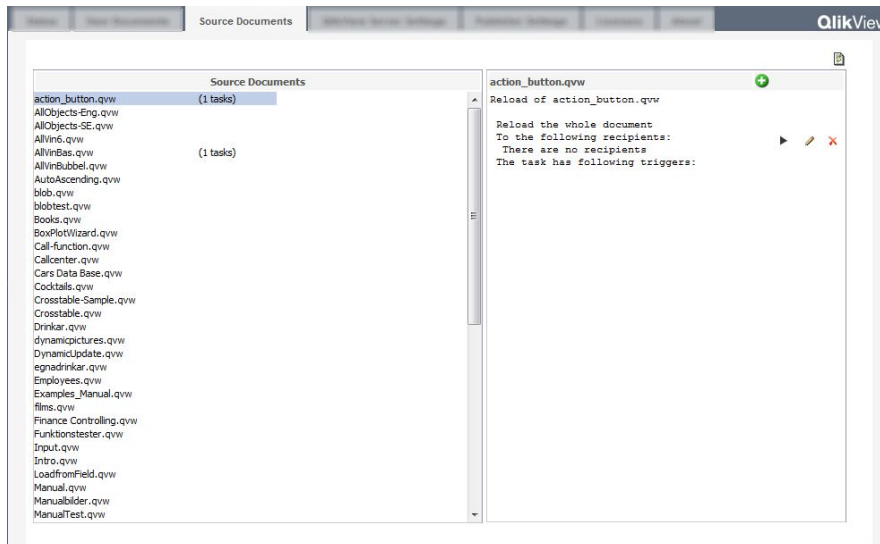 Source Documents
QlikView
Source Documents
action_button.qvw (1 tasks)
AllObjects-Eng.qvw
AllObjects-SE.qvw
AllVin6.qvw
AllVinBas.qvw (1 tasks)
AllVinBubbel.qvw
AutoAscending.qvw
blob.qvw
blobtest.qvw
Books.qvw
BoxPlotWizard.qvw
Call-function.qvw
Callcenter.qvw
Cars Data Base.qvw
Cocktails.qvw
Crosstable-Sample.qvw
Crosstable.qvw
Drinkar.qvw
dynamicpictures.qvw
DynamicUpdate.qvw
egnadrinkar.qvw
Employees.qvw
Examples_Manual.qvw
films.qvw
Finance Controlling.qvw
Funktionstester.qvw
Input.qvw
Intro.qvw
LoadfromField.qvw
Manual.qvw
Manualbilder.qvw
ManualTest.qvw
action_button.qvw
Reload of action_button.qvw
Reload the whole document
To the following recipients:
There are no recipients
The task has following triggers: